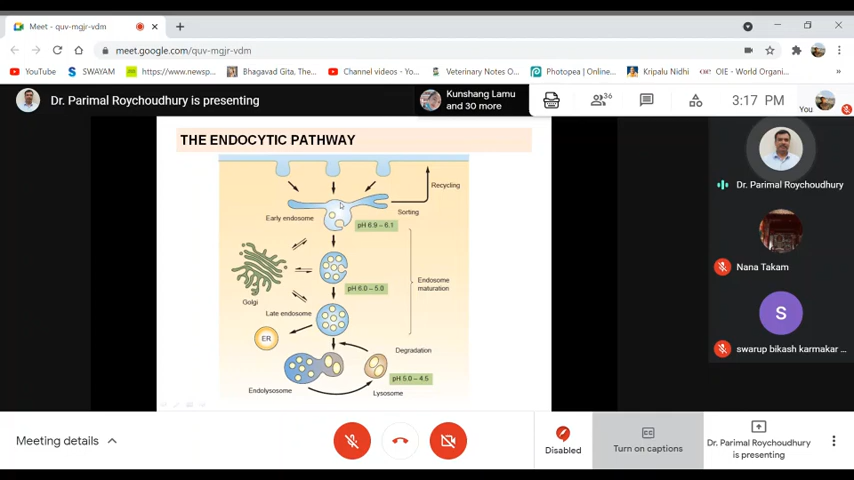 Meet - quv-mgjr-vdm
meet.google.com/quv-mgjr-vdm
YouTube
SWAYAM
https://www.newsp...
Bhagavad Gita, The...
Channel videos - Yo...
Veterinary Notes O...
Photopea | Online...
Kripalu Nidhi
OIE - World Organi...
Dr. Parimal Roychoudhury is presenting
Kunshang Lamu
and 30 more
36
3:17 PM
You
THE ENDOCYTIC PATHWAY
Recycling
Early endosome
Sorting
pH 6.9 – 6.1
Golgi
pH 6.0 – 5.0
Endosome
maturation
Late endosome
ER
Degradation
pH 5.0 – 4.5
Endolysosome
Lysosome
Dr. Parimal Roychoudhury
Nana Takam
S
swarup bikash karmakar ...
Meeting details
Disabled
CC
Turn on captions
Dr. Parimal Roychoudhury
is presenting